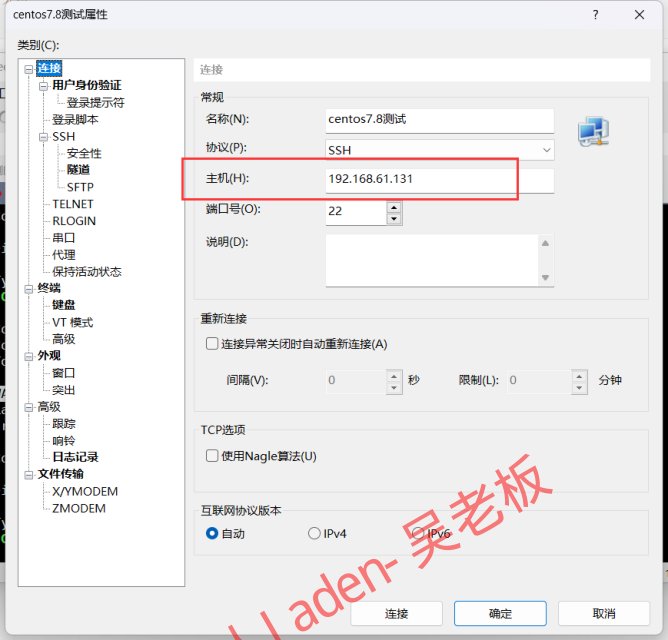 centos7.8测试属性
类别(C):
连接
用户身份验证
登录提示符
登录脚本
SSH
安全性
隧道
SFTP
TELNET
RLOGIN
串口
代理
保持活动状态
终端
键盘
VT 模式
高级
外观
窗口
突出
高级
跟踪
响铃
日志记录
文件传输
X/YMODEM
ZMODEM
连接
常规
名称(N):
centos7.8测试
协议(P):
SSH
主机(H):
192.168.61.131
端口号(O):
22
说明(D):
重新连接
连接异常关闭时自动重新连接(A)
间隔(V):
0
秒
限制(L):
0
分钟
TCP选项
使用Nagle算法(U)
互联网协议版本
自动
IPv4
IPv6
连接
确定
取消
aden- 吴老板